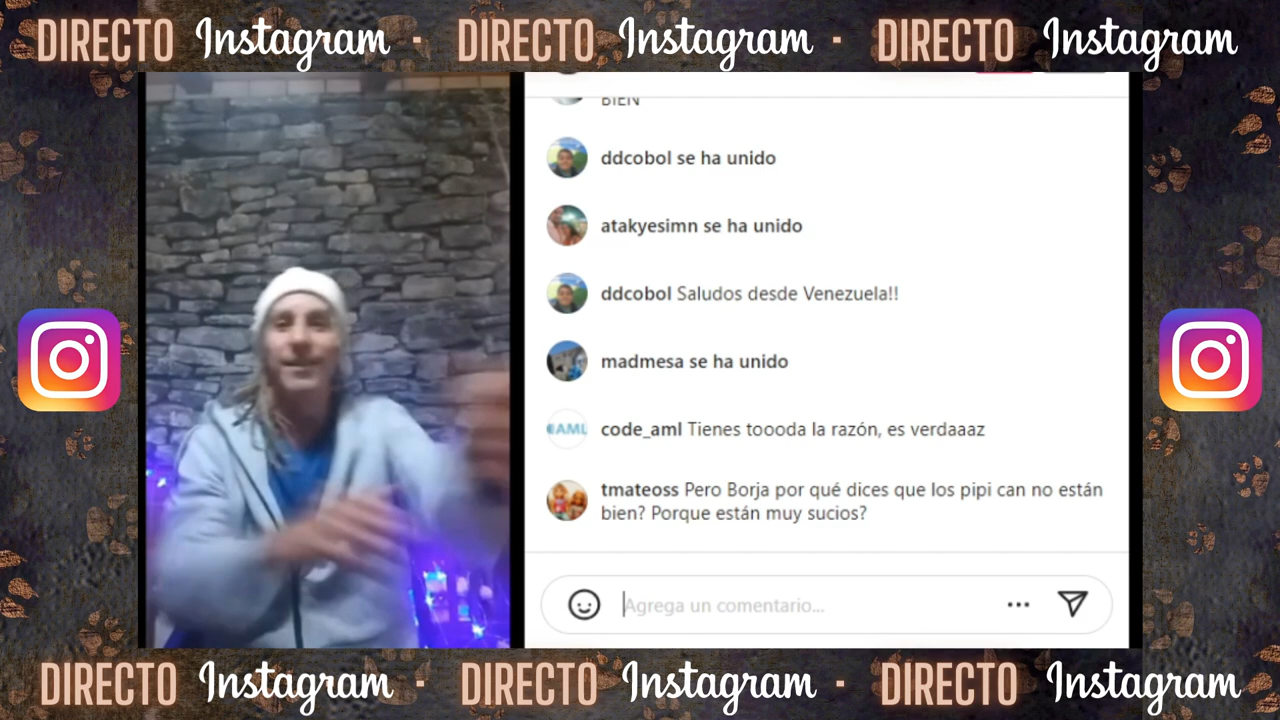 DIRECTO Instagram · DIRECTO Instagram · DIRECTO Instagram
BIEN
ddcobol se ha unido
atakyesimn se ha unido
ddcobol Saludos desde Venezuela!!
madmesa se ha unido
AML code_aml Tienes toooda la razón, es verdaaaz
tmateoss Pero Borja por qué dices que los pipi can no están
bien? Porque están muy sucios?
Agrega un comentario...
DIRECTO Instagram · DIRECTO Instagram · DIRECTO Instagram